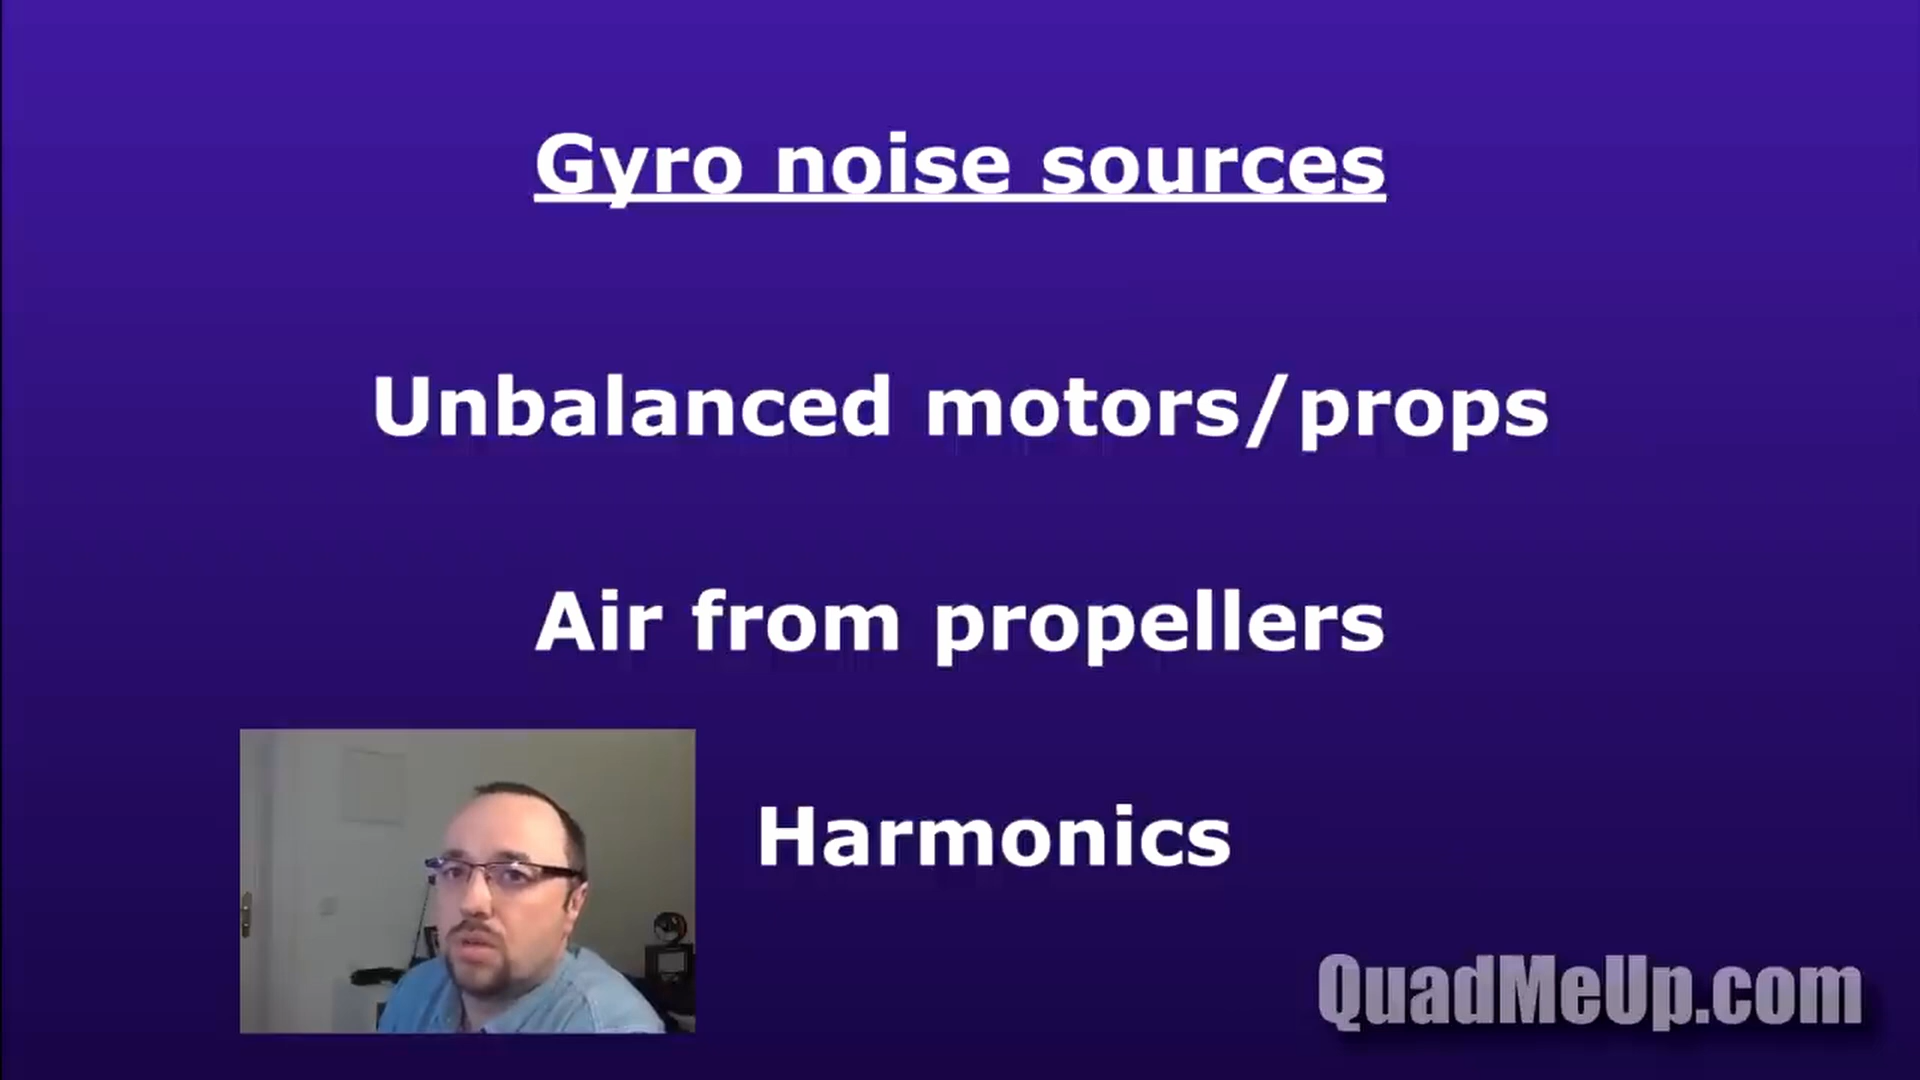 Gyro noise sources
Unbalanced motors/props
Air from propellers
Harmonics
QuadMeUp.com